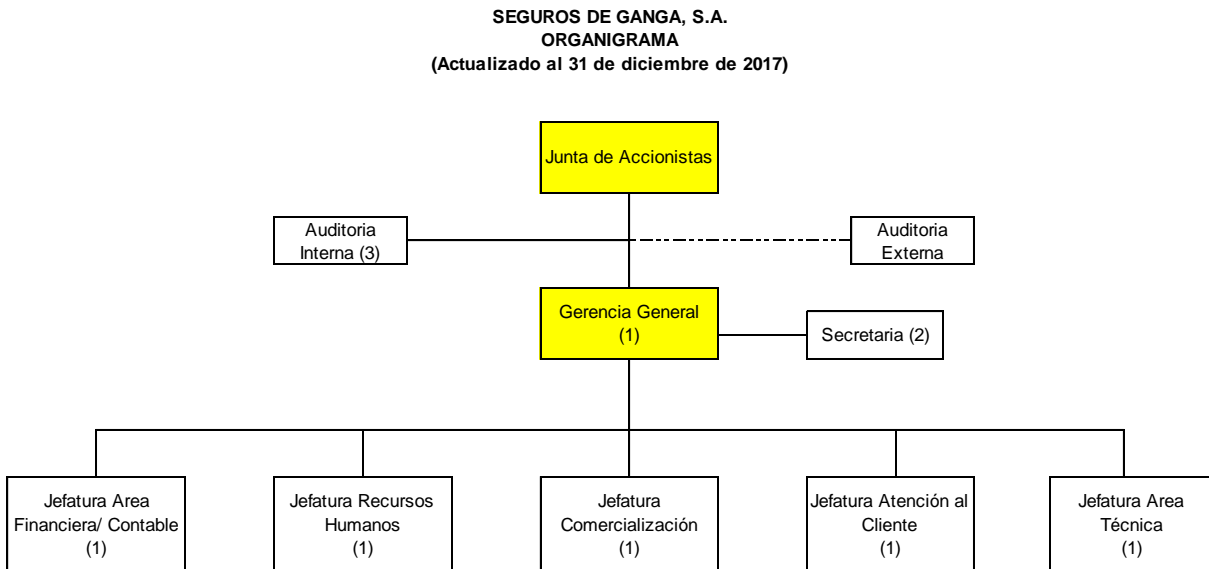 SEGUROS DE GANGA, S.A.
ORGANIGRAMA
(Actualizado al 31 de diciembre de 2017)
Junta de Accionistas
Auditoria
Interna (3)
Auditoria
Externa
Gerencia General
(1)
Secretaria (2)
Jefatura Area
Financiera/ Contable
(1)
Jefatura Recursos
Humanos
(1)
Jefatura
Comercialización
(1)
Jefatura Atención al
Cliente
(1)
Jefatura Area
Técnica
(1)